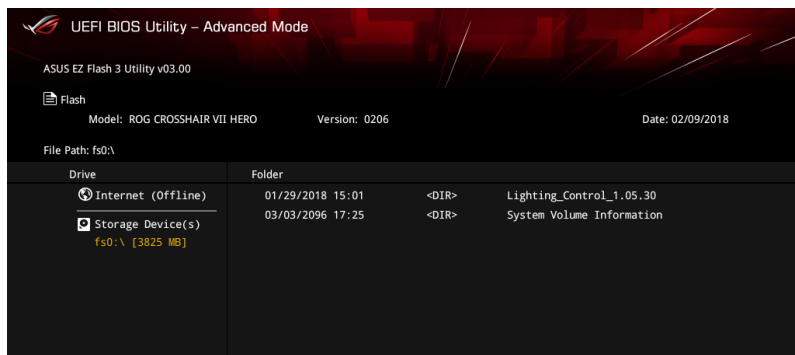 UEFI BIOS Utility – Advanced Mode
ASUS EZ Flash 3 Utility v03.00
Flash
Model: ROG CROSSHAIR VII HERO Version: 0206 Date: 02/09/2018
File Path: fs0:\
Drive Folder
Internet (Offline) 01/29/2018 15:01 <DIR> Lighting_Control_1.05.30
03/03/2096 17:25 <DIR> System Volume Information
Storage Device(s)
fs0:\ [3825 MB]